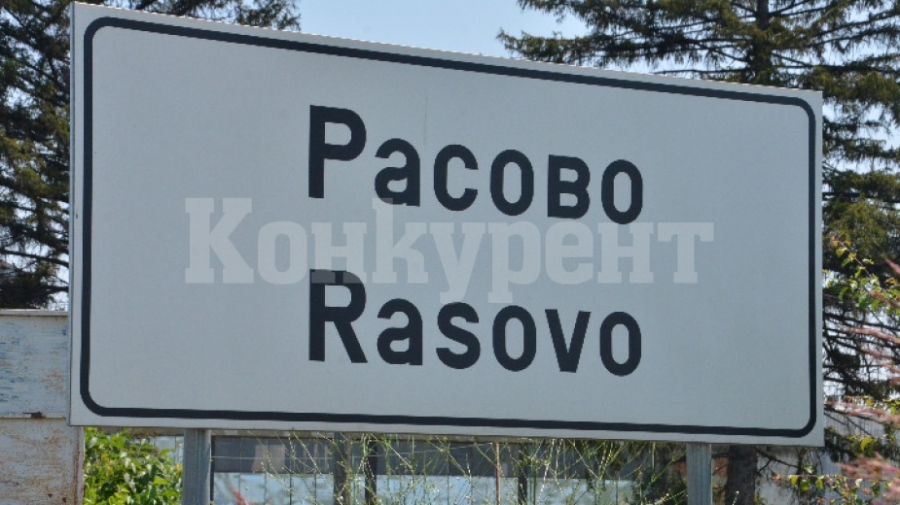 Расово
Конкурент
Rasovo